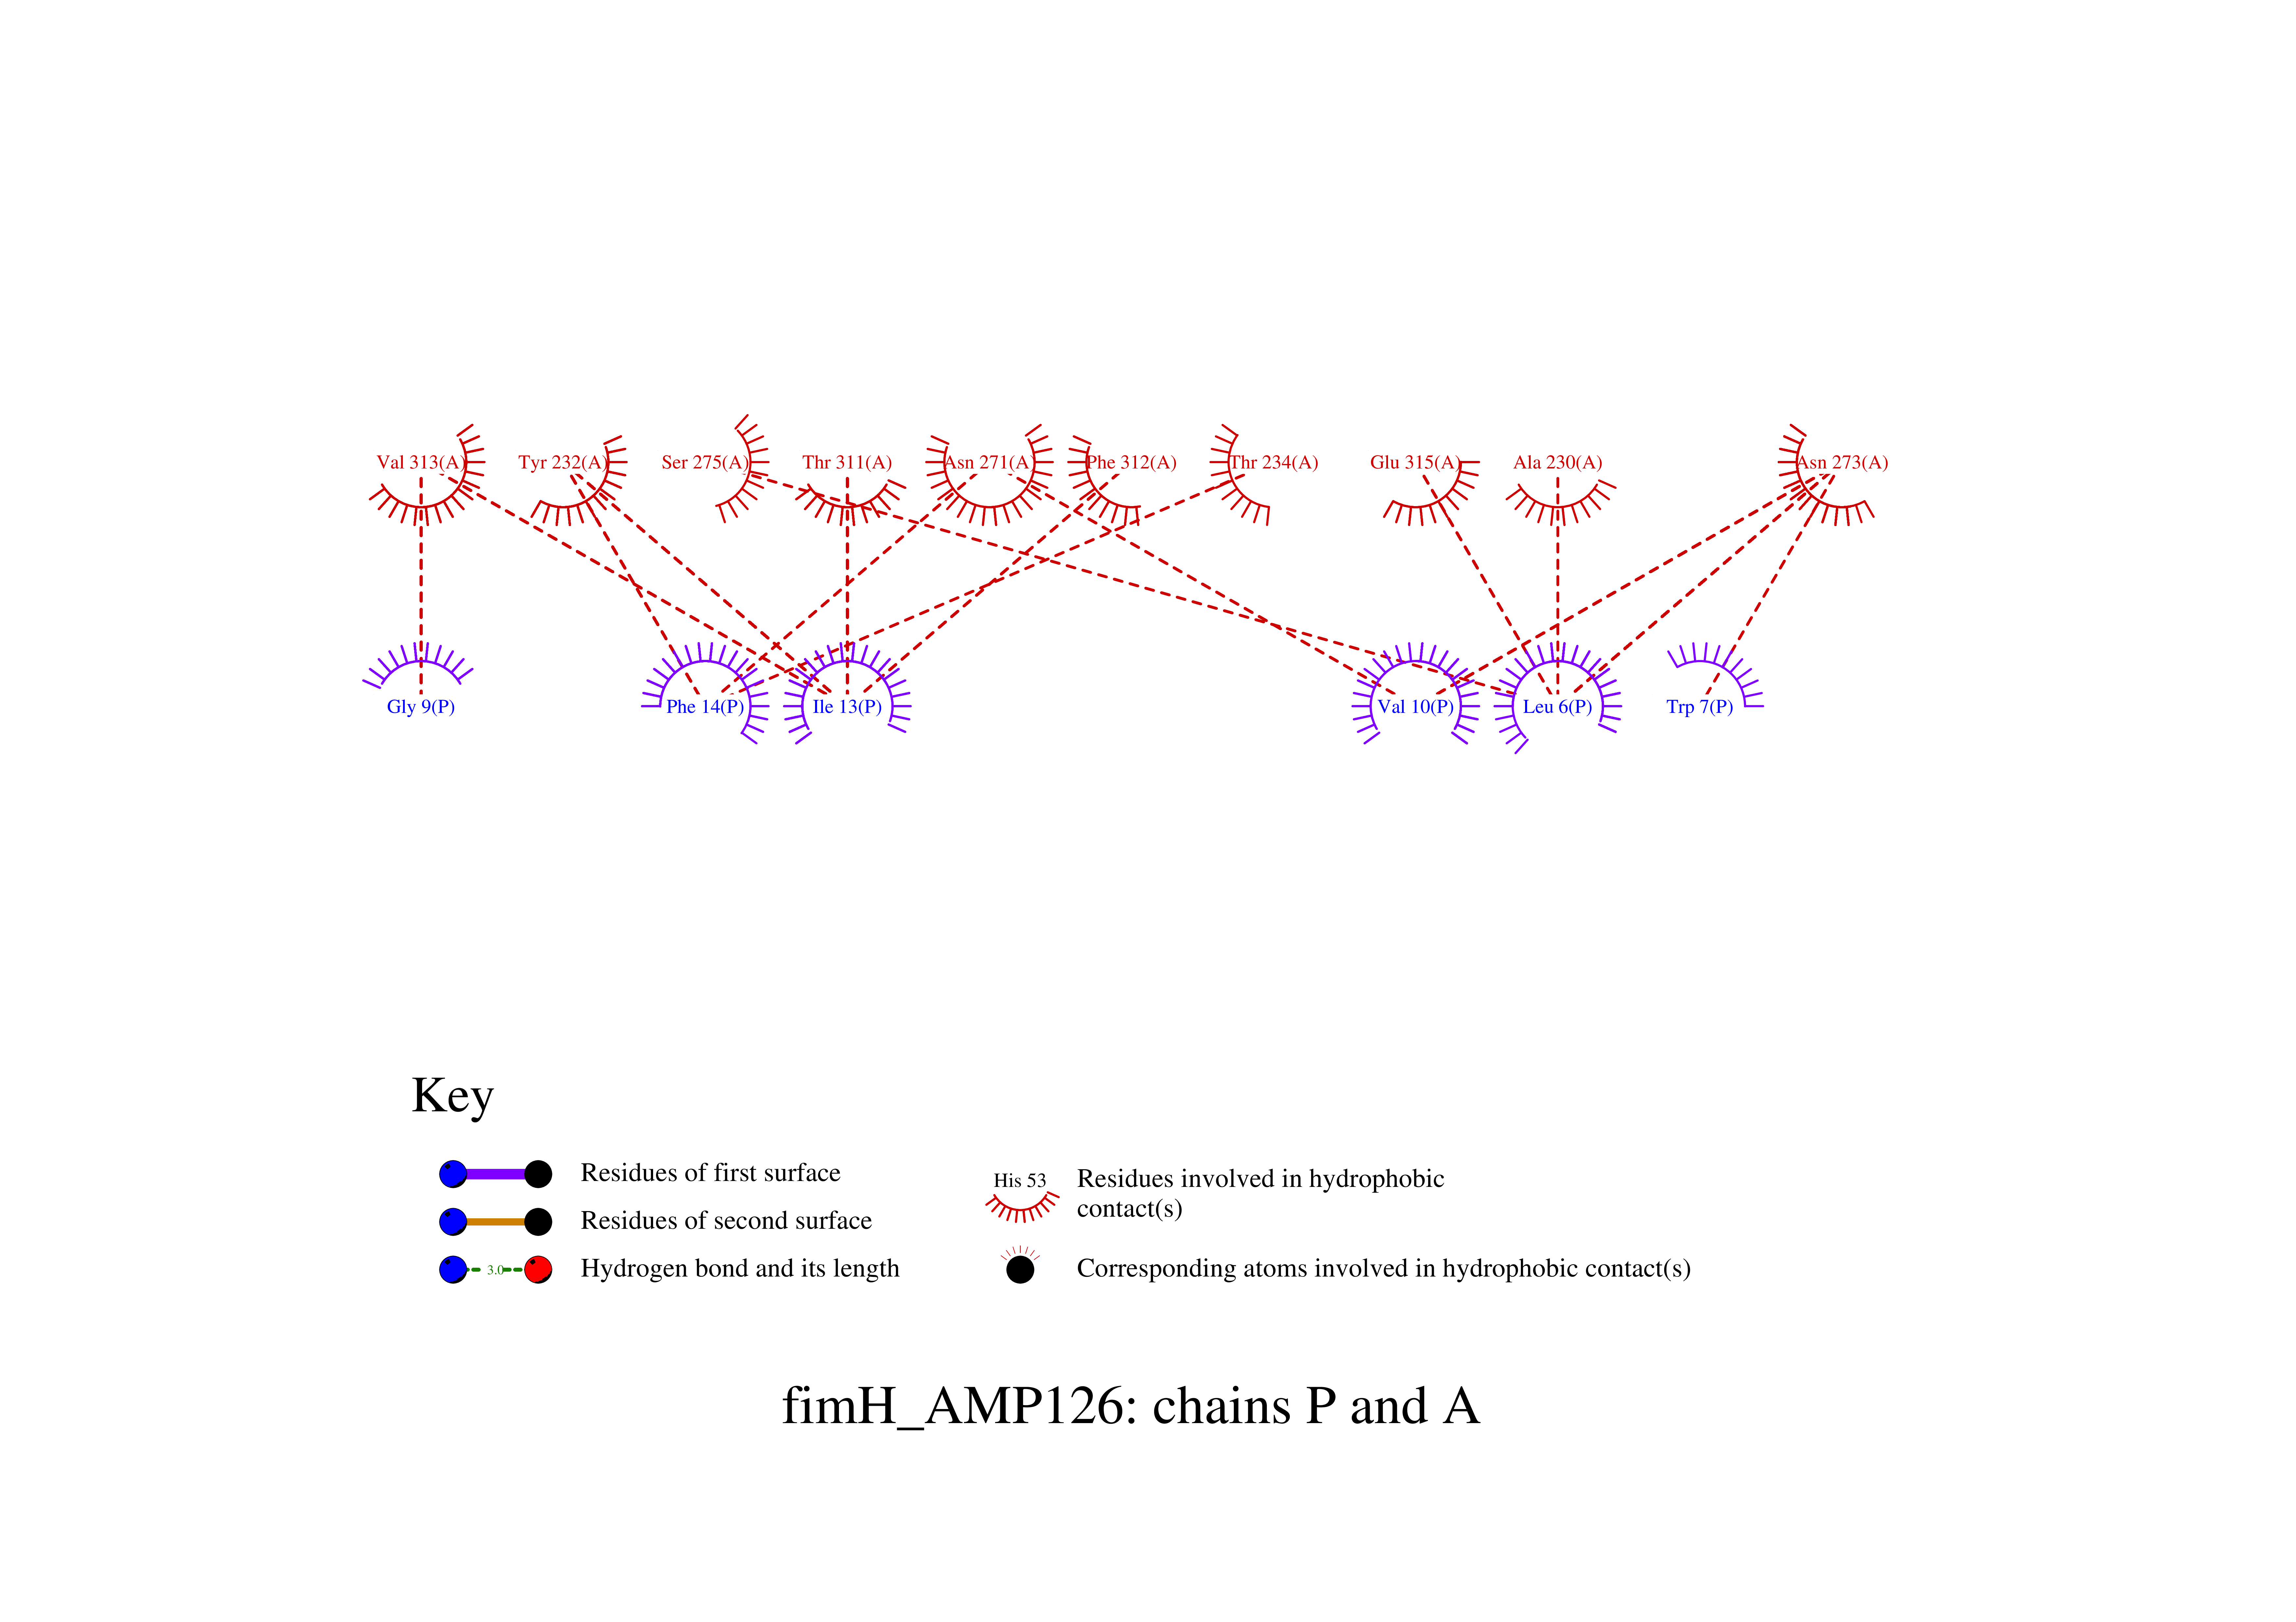 Val 313(A) Tyr 232(A) Ser 275(A) Thr 311(A) Asn 271(A) Phe 312(A) Thr 234(A) Glu 315(A) Ala 230(A) Asn 273(A)
Gly 9(P) Phe 14(P) Ile 13(P) Val 10(P) Leu 6(P) Trp 7(P)
Key
Residues of first surface
Residues of second surface
3.0 Hydrogen bond and its length
His 53 Residues involved in hydrophobic
contact(s)
Corresponding atoms involved in hydrophobic contact(s)
fimH_AMP126: chains P and A